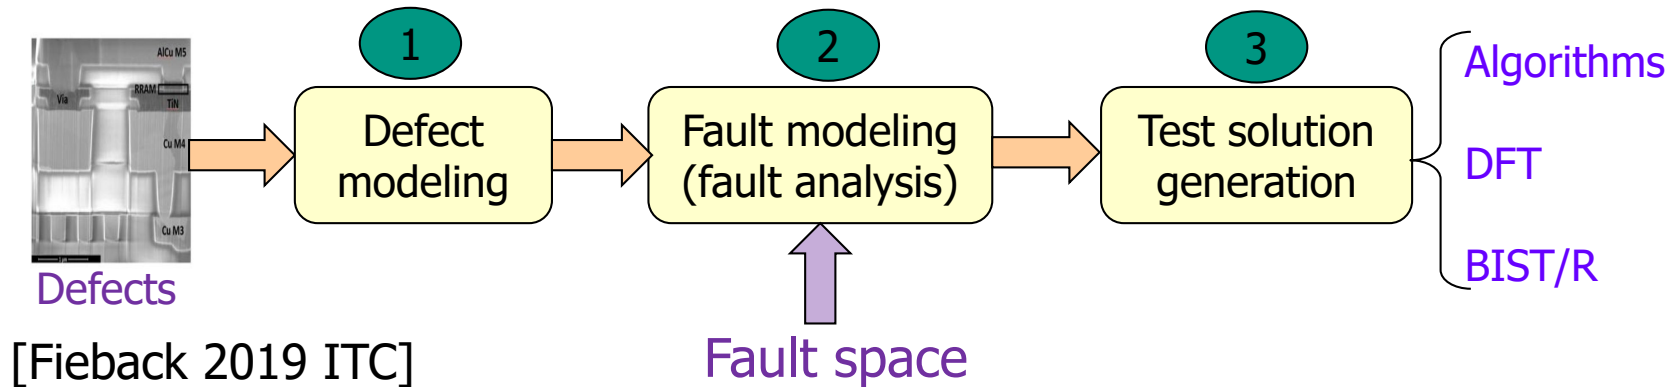 1
2
3
AlCu M5
RRAM
Via
TiN
Cu M4
Cu M3
Defects
Defect
modeling
Fault modeling
(fault analysis)
Test solution
generation
Algorithms
DFT
BIST/R
Fault space
[Fieback 2019 ITC]